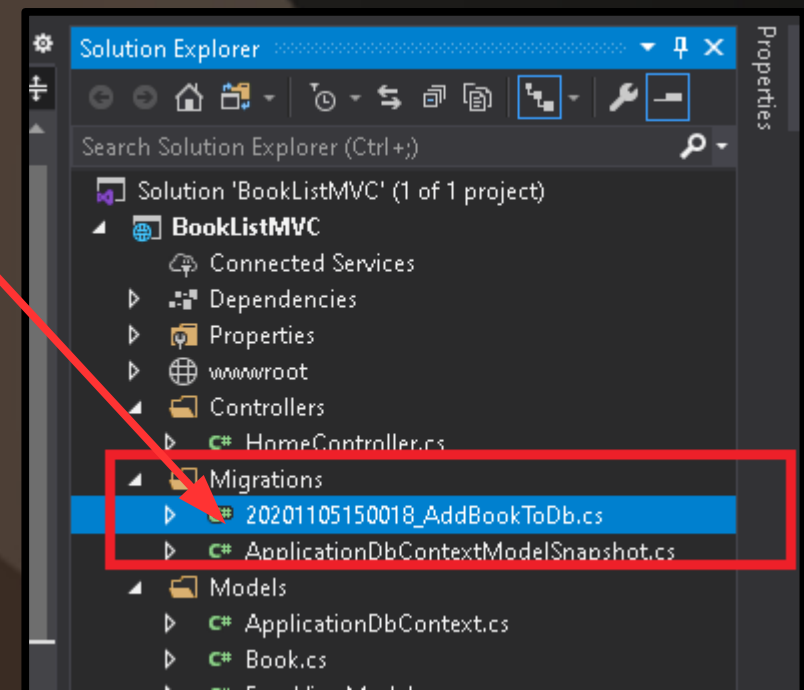 Solution Explorer
Properties
Search Solution Explorer (Ctrl+;)
Solution 'BookListMVC' (1 of 1 project)
BookListMVC
Connected Services
Dependencies
Properties
wwwroot
Controllers
C# HomeController.cs
Migrations
C# 20201105150018_AddBookToDb.cs
C# ApplicationDbContextModelSnapshot.cs
Models
C# ApplicationDbContext.cs
C# Book.cs